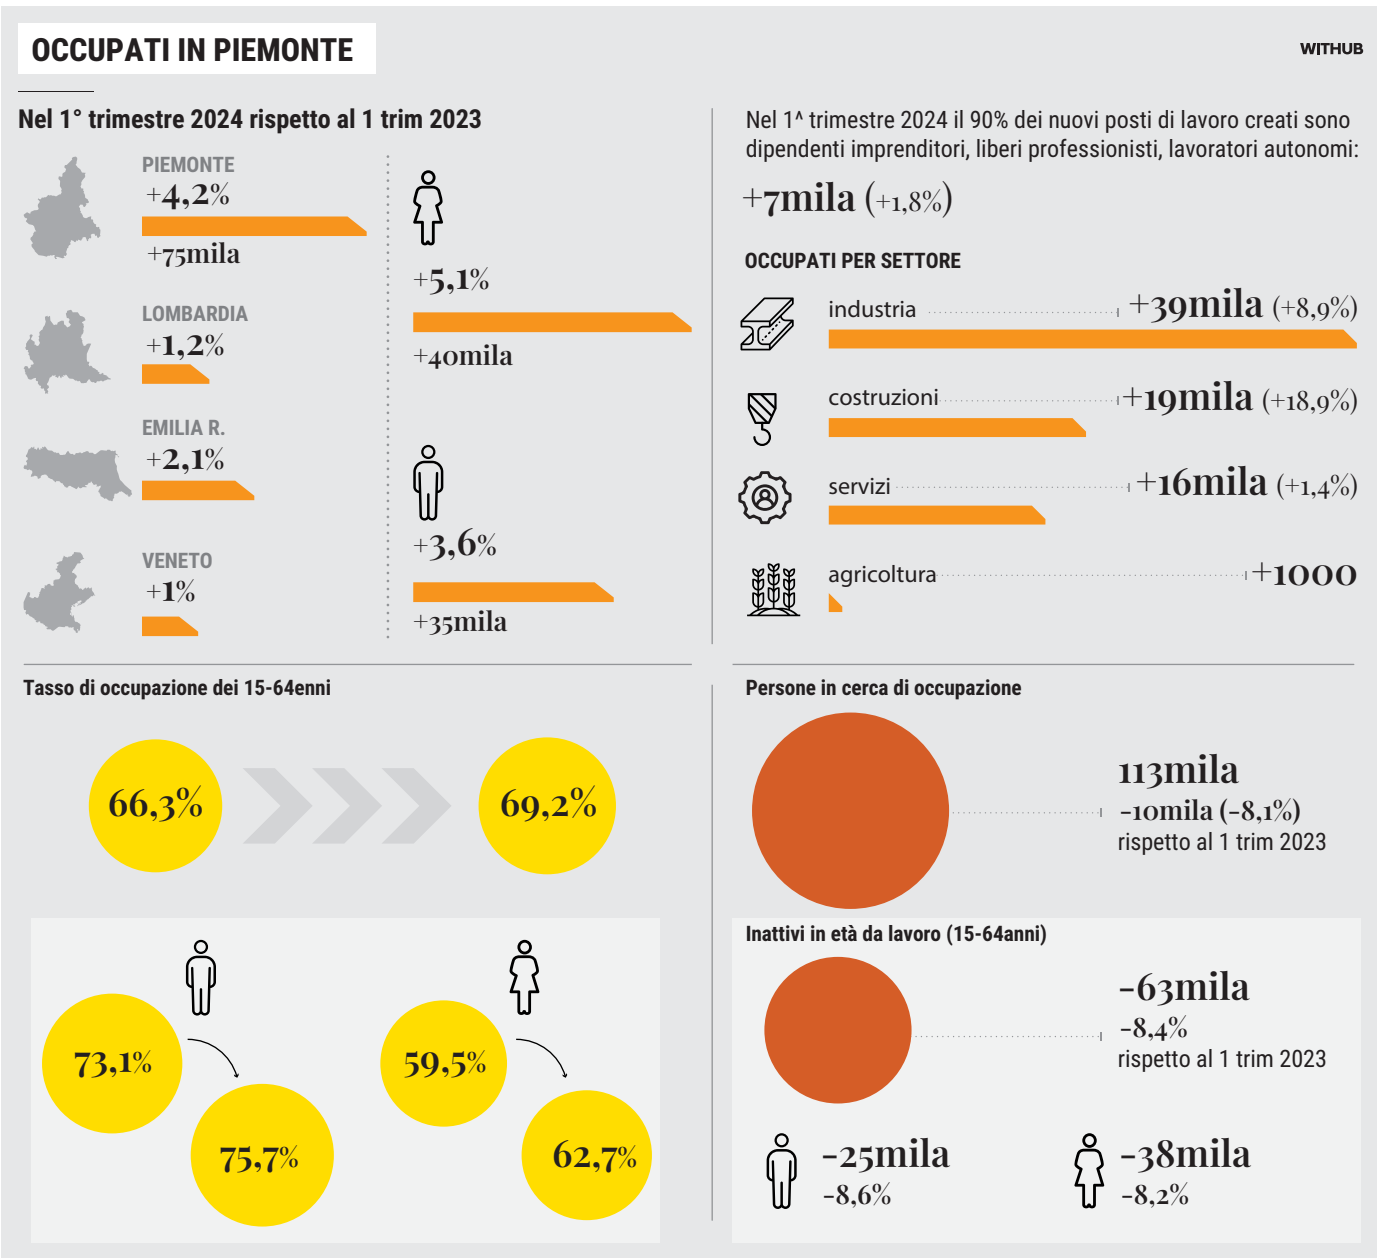 OCCUPATI IN PIEMONTE
WITHUB
Nel 1° trimestre 2024 rispetto al 1 trim 2023
PIEMONTE
+4,2%
+75mila
LOMBARDIA
+1,2%
EMILIA R.
+2,1%
VENETO
+1%
+5,1%
+40mila
+3,6%
+35mila
Nel 1^ trimestre 2024 il 90% dei nuovi posti di lavoro creati sono
dipendenti imprenditori, liberi professionisti, lavoratori autonomi:
+7mila (+1,8%)
OCCUPATI PER SETTORE
industria +39mila (+8,9%)
costruzioni +19mila (+18,9%)
servizi +16mila (+1,4%)
agricoltura +1000
Tasso di occupazione dei 15-64enni
66,3%
69,2%
73,1%
75,7%
59,5%
62,7%
Persone in cerca di occupazione
113mila
-10mila (-8,1%)
rispetto al 1 trim 2023
Inattivi in età da lavoro (15-64anni)
-63mila
-8,4%
rispetto al 1 trim 2023
-25mila
-8,6%
-38mila
-8,2%